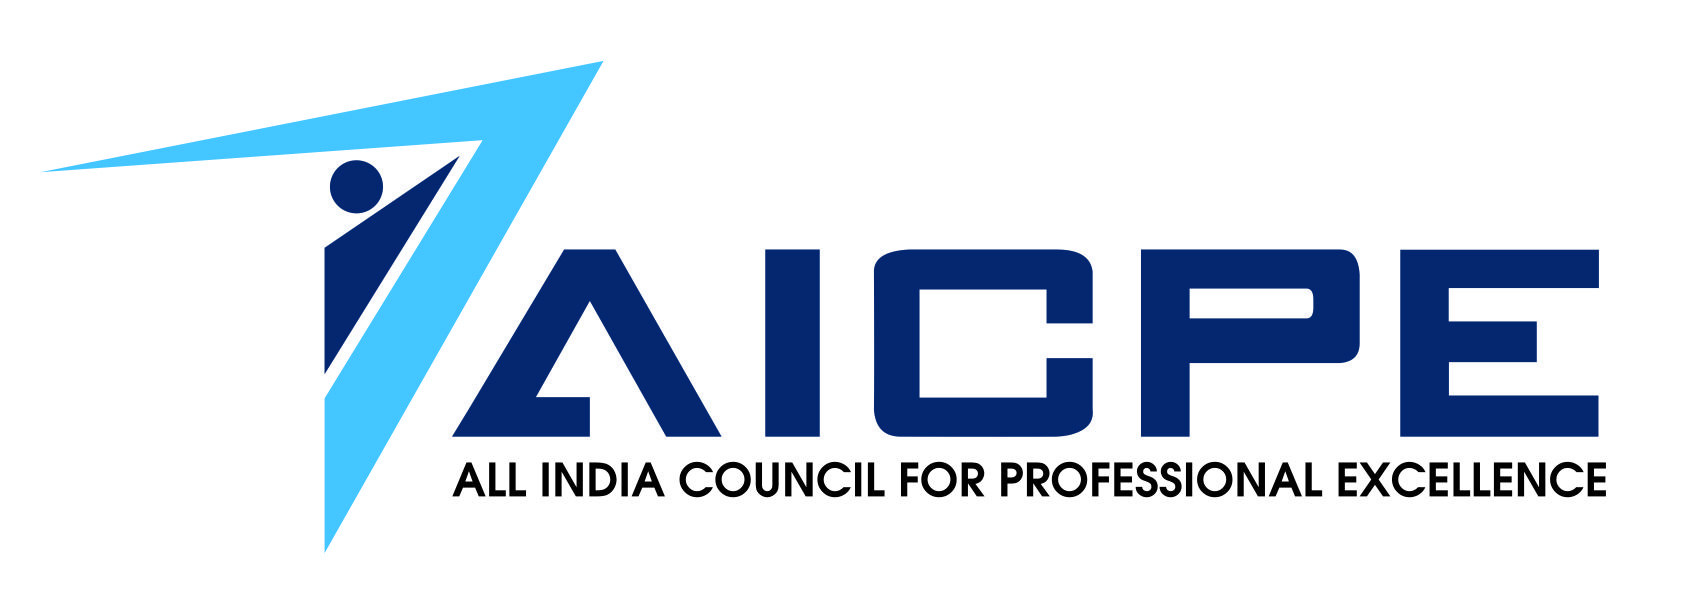 AICPE
ALL INDIA COUNCIL FOR PROFESSIONAL EXCELLENCE